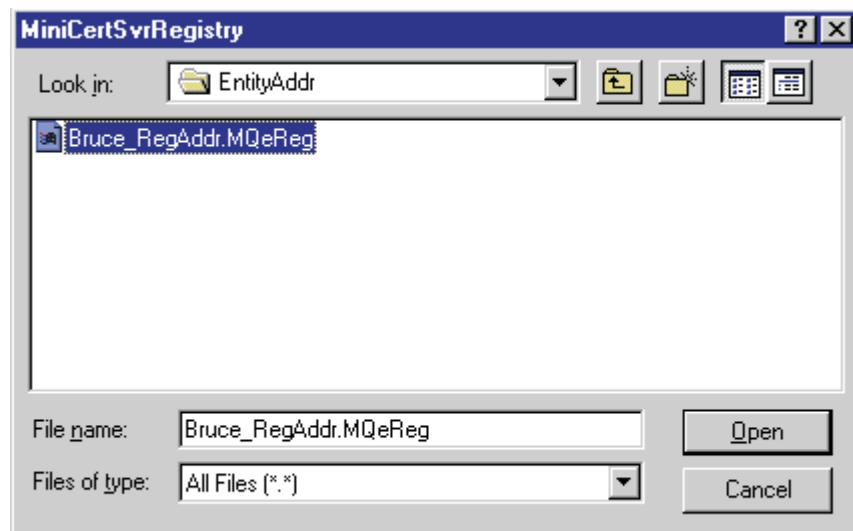 MiniCertSvrRegistry
Look in: EntityAddr
Bruce_RegAddr.MQeReg
File name: Bruce_RegAddr.MQeReg Open
Files of type: All Files (*.*) Cancel